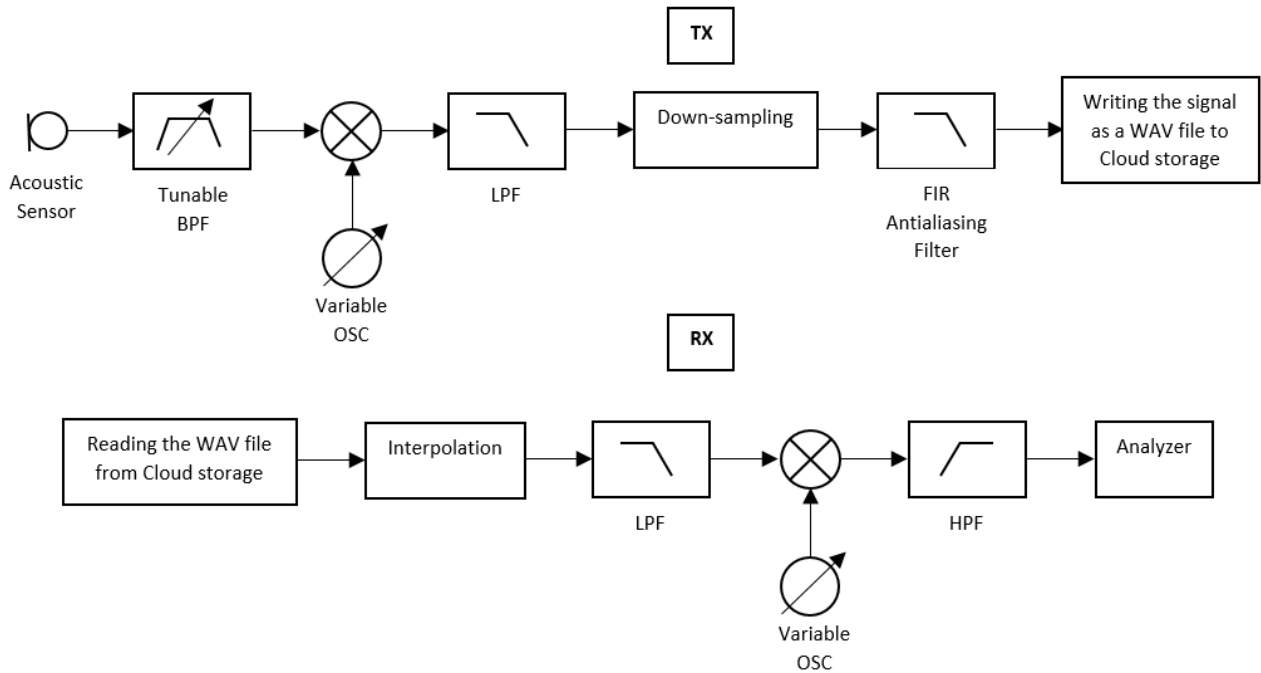 TX
Acoustic
Sensor
Tunable
BPF
Variable
OSC
LPF
Down-sampling
FIR
Antialiasing
Filter
Writing the signal
as a WAV file to
Cloud storage
RX
Reading the WAV file
from Cloud storage
Interpolation
LPF
Variable
OSC
HPF
Analyzer